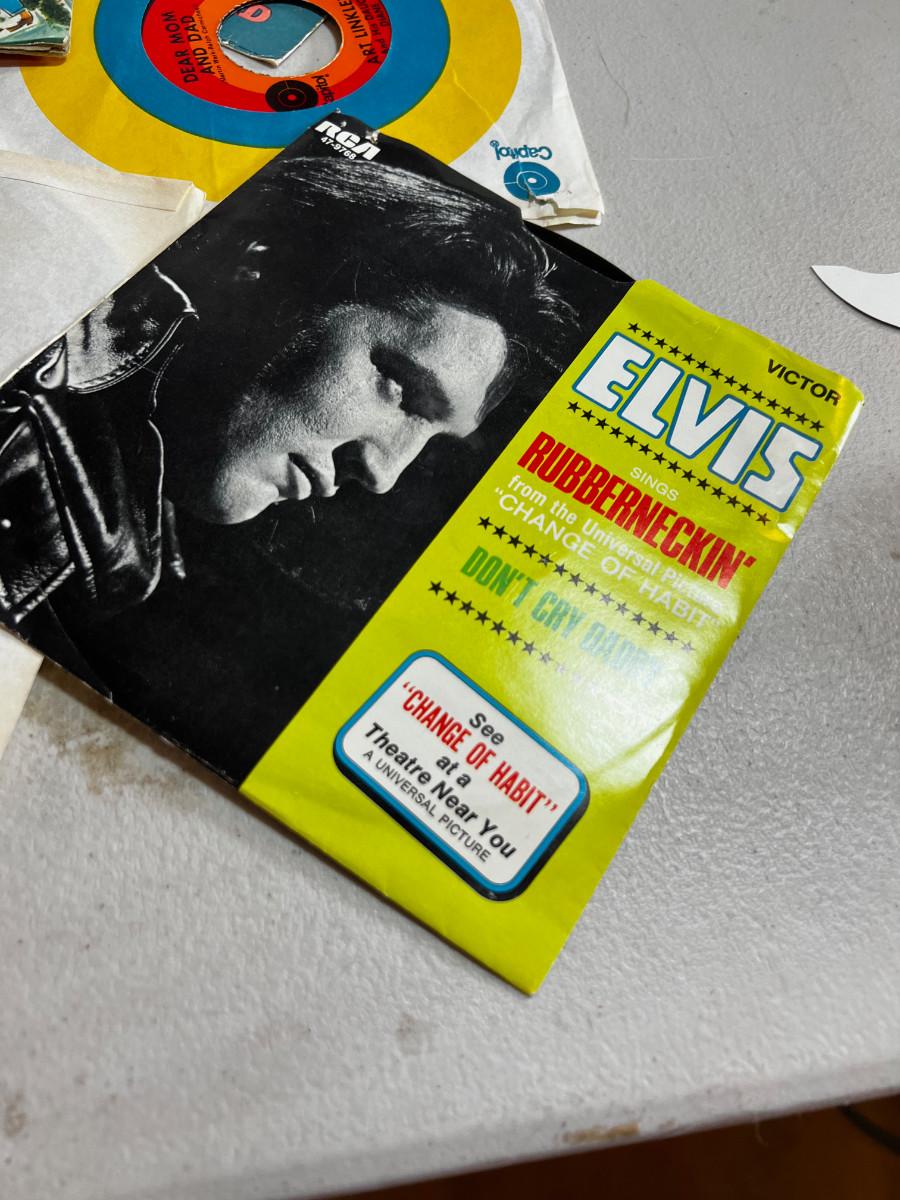 DEAR MOM
AND DAD
ART LINKLE
Capitol
RCA
47-9768
VICTOR
ELVIS
SINGS
RUBBERNECKIN'
from the Universal
"CHANGE OF HABIT"
DON'T CRY DADDY
See
"CHANGE OF HABIT"
at a
Theatre Near You
A UNIVERSAL PICTURE